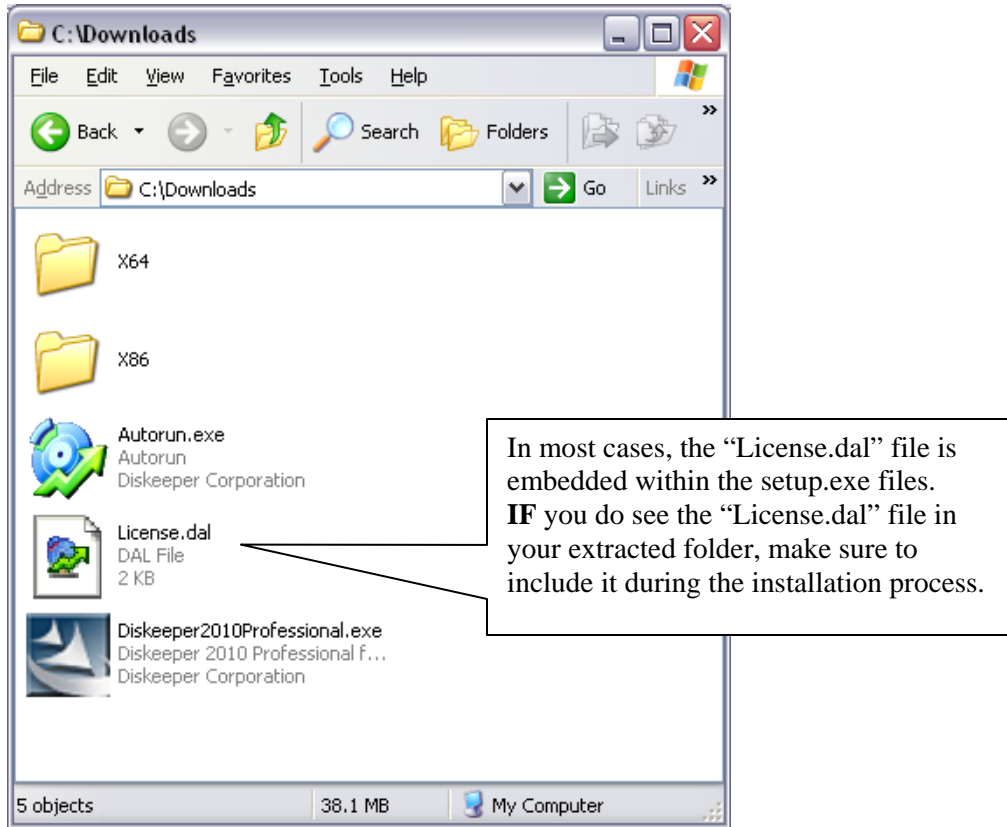 C:\Downloads
File Edit View Favorites Tools Help
Back Search Folders »
Address C:\Downloads Go Links »
X64
X86
Autorun.exe
Autorun
Diskeeper Corporation
License.dal
DAL File
2 KB
In most cases, the “License.dal” file is
embedded within the setup.exe files.
IF you do see the “License.dal” file in
your extracted folder, make sure to
include it during the installation process.
Diskeeper2010Professional.exe
Diskeeper 2010 Professional f...
Diskeeper Corporation
5 objects 38.1 MB My Computer